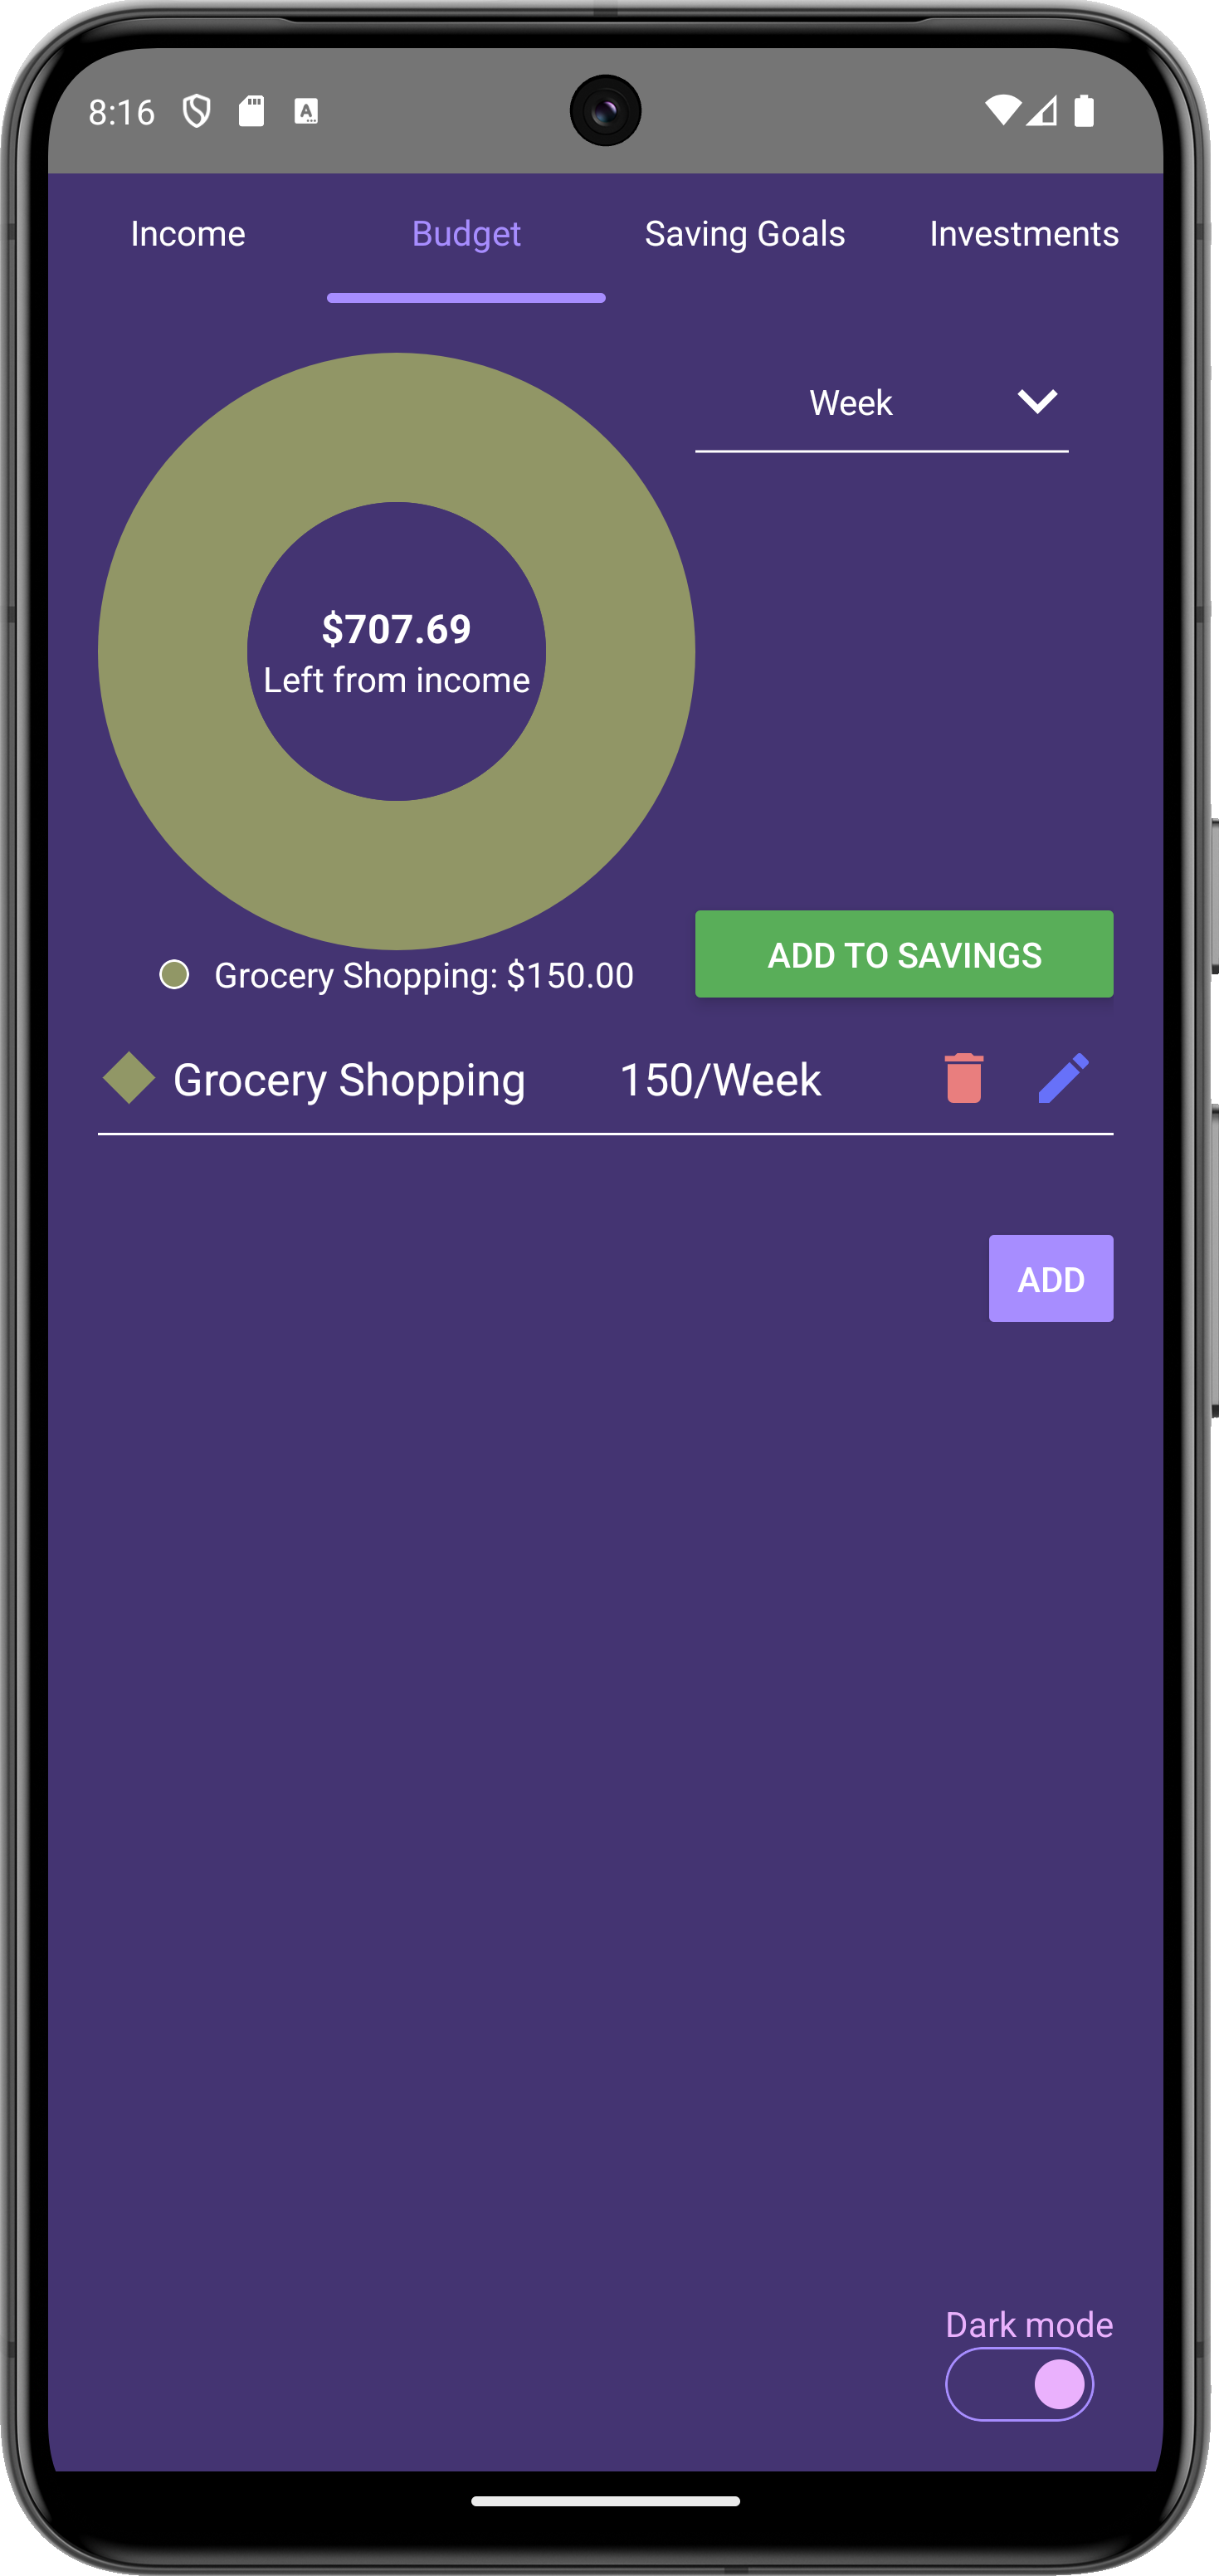 8:16
Income Budget Saving Goals Investments
Week
$707.69
Left from income
ADD TO SAVINGS
Grocery Shopping: $150.00
Grocery Shopping 150/Week
ADD
Dark mode